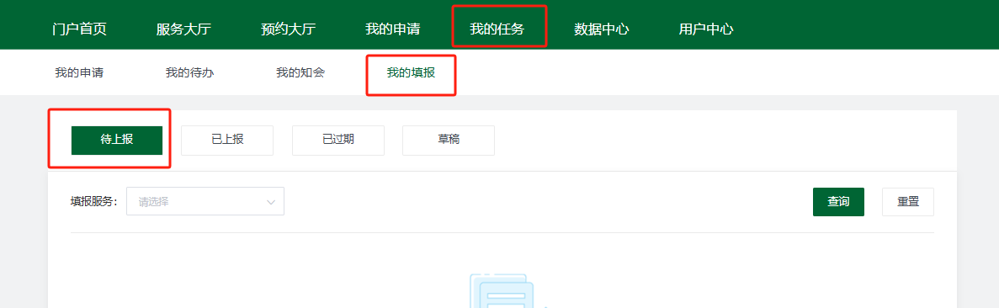 门户首页 服务大厅 预约大厅 我的申请 我的任务 数据中心 用户中心
我的申请 我的待办 我的知会 我的填报
待上报 已上报 已过期 草稿
填报服务： 请选择 查询 重置